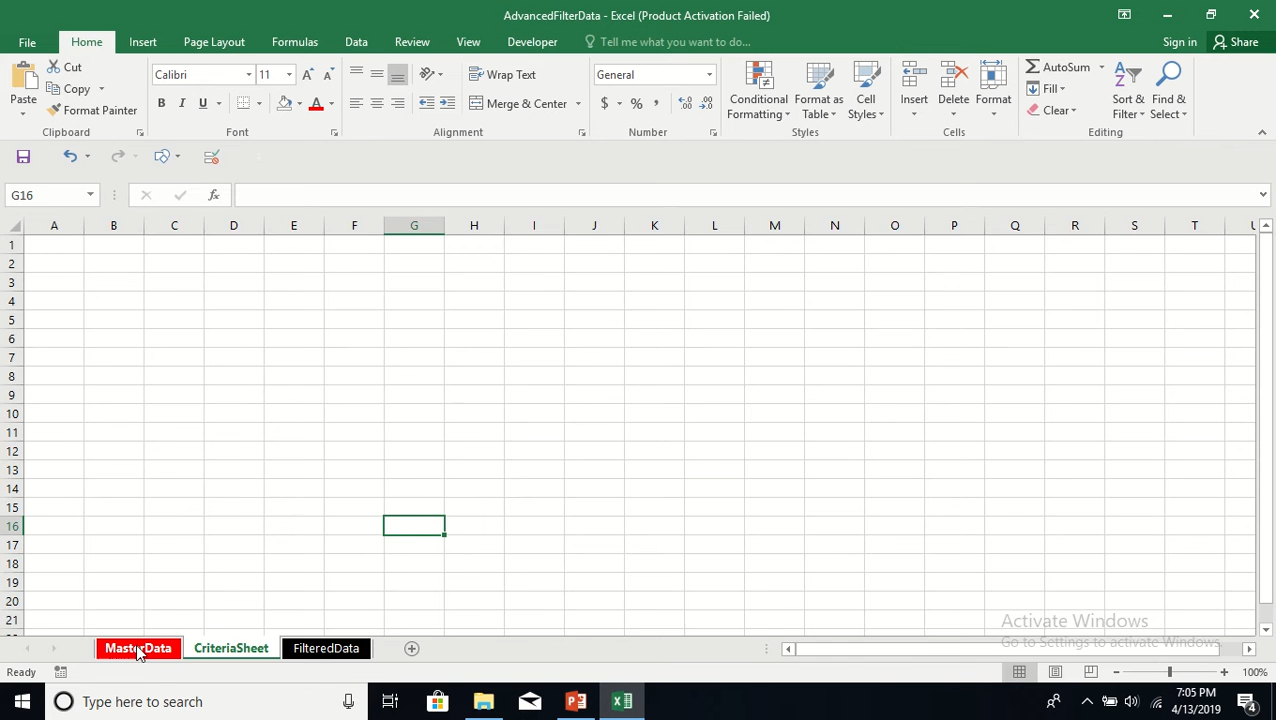 AdvancedFilterData - Excel (Product Activation Failed)
File Home Insert Page Layout Formulas Data Review View Developer Tell me what you want to do... Sign in Share
Paste Cut Copy Format Painter Clipboard
Calibri 11 B I U A A A Font
Wrap Text Merge & Center Alignment
General $ % , Number
Conditional Formatting Format as Table Cell Styles Styles
Insert Delete Format Cells
AutoSum Fill Clear Sort & Filter Find & Select Editing
G16 fx
A B C D E F G H I J K L M N O P Q R S T U
1
2
3
4
5
6
7
8
9
10
11
12
13
14
15
16
17
18
19
20
21
Activate Windows
Go to Settings to activate Windows.
MasterData CriteriaSheet FilteredData
Ready 100%
Type here to search 7:05 PM
4/13/2019 4